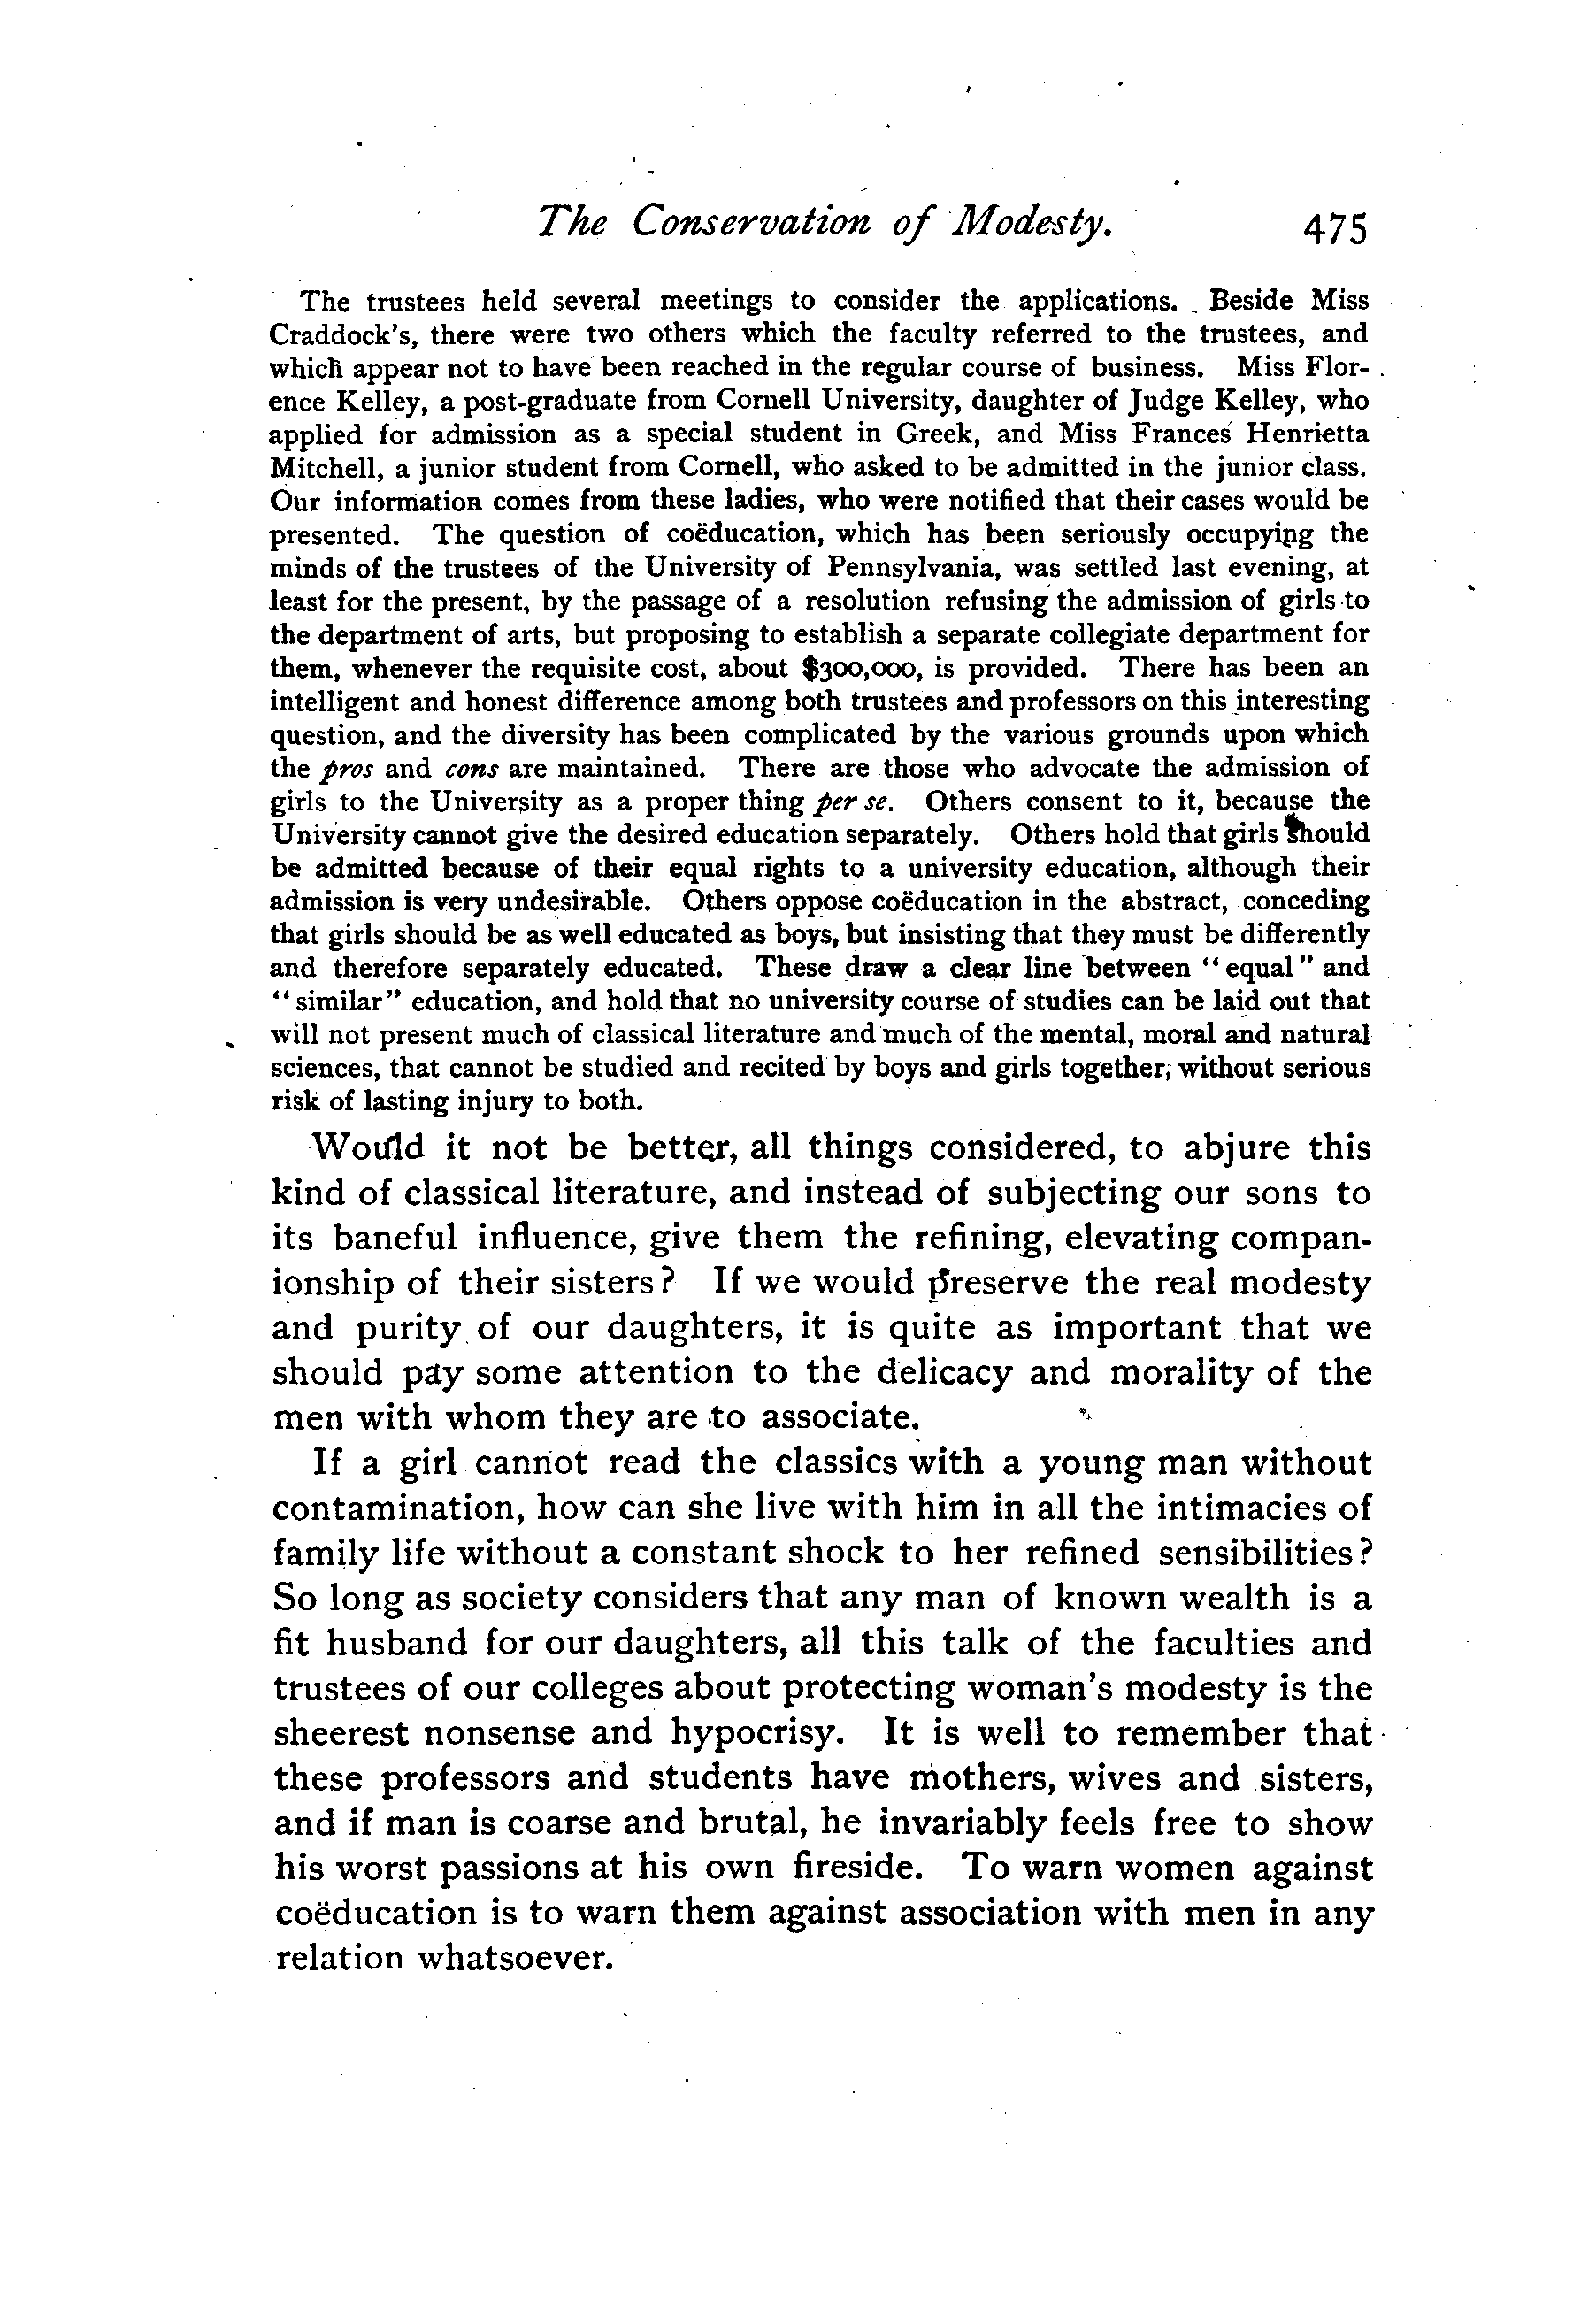 The Conservation of Modesty. 475
The trustees held several meetings to consider the applications. Beside Miss
Craddock's, there were two others which the faculty referred to the trustees, and
which appear not to have been reached in the regular course of business. Miss Flor-
ence Kelley, a post-graduate from Cornell University, daughter of Judge Kelley, who
applied for admission as a special student in Greek, and Miss Frances Henrietta
Mitchell, a junior student from Cornell, who asked to be admitted in the junior class.
Our information comes from these ladies, who were notified that their cases would be
presented. The question of coëducation, which has been seriously occupying the
minds of the trustees of the University of Pennsylvania, was settled last evening, at
least for the present, by the passage of a resolution refusing the admission of girls to
the department of arts, but proposing to establish a separate collegiate department for
them, whenever the requisite cost, about $300,000, is provided. There has been an
intelligent and honest difference among both trustees and professors on this interesting
question, and the diversity has been complicated by the various grounds upon which
the pros and cons are maintained. There are those who advocate the admission of
girls to the University as a proper thing per se. Others consent to it, because the
University cannot give the desired education separately. Others hold that girls should
be admitted because of their equal rights to a university education, although their
admission is very undesirable. Others oppose coëducation in the abstract, conceding
that girls should be as well educated as boys, but insisting that they must be differently
and therefore separately educated. These draw a clear line between "equal" and
"similar" education, and hold that no university course of studies can be laid out that
will not present much of classical literature and much of the mental, moral and natural
sciences, that cannot be studied and recited by boys and girls together, without serious
risk of lasting injury to both.
Would it not be better, all things considered, to abjure this
kind of classical literature, and instead of subjecting our sons to
its baneful influence, give them the refining, elevating compan-
ionship of their sisters? If we would preserve the real modesty
and purity of our daughters, it is quite as important that we
should pay some attention to the delicacy and morality of the
men with whom they are to associate.
If a girl cannot read the classics with a young man without
contamination, how can she live with him in all the intimacies of
family life without a constant shock to her refined sensibilities?
So long as society considers that any man of known wealth is a
fit husband for our daughters, all this talk of the faculties and
trustees of our colleges about protecting woman's modesty is the
sheerest nonsense and hypocrisy. It is well to remember that
these professors and students have mothers, wives and sisters,
and if man is coarse and brutal, he invariably feels free to show
his worst passions at his own fireside. To warn women against
coëducation is to warn them against association with men in any
relation whatsoever.